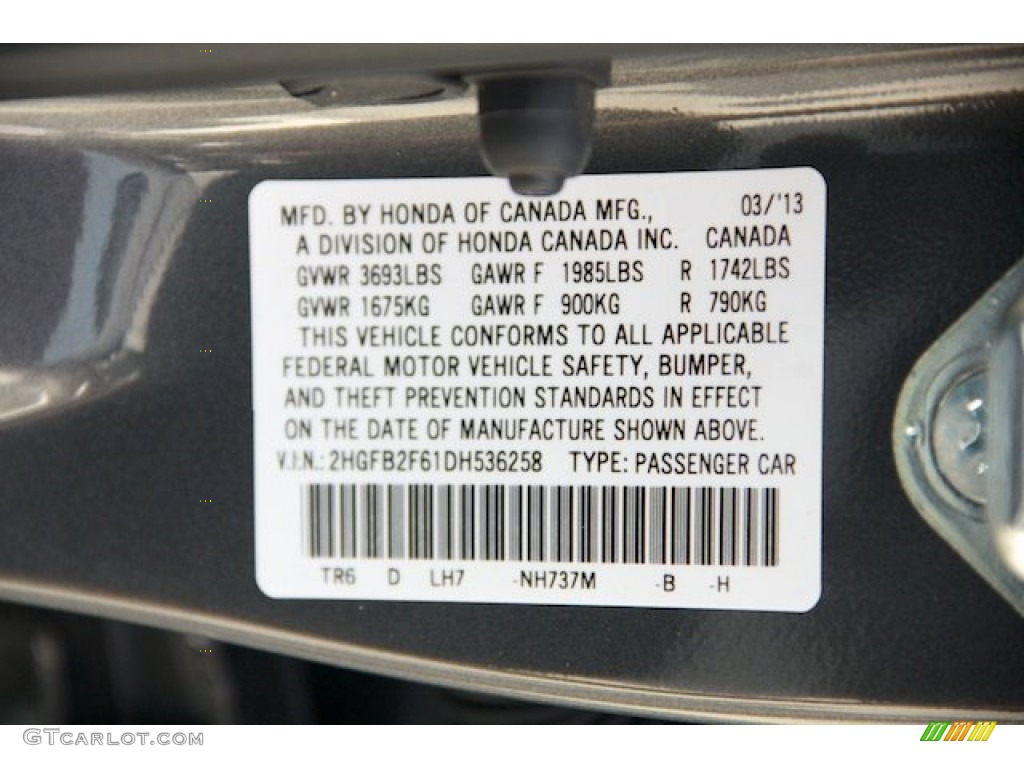 MFD. BY HONDA OF CANADA MFG., 03/'13
A DIVISION OF HONDA CANADA INC. CANADA
GVWR 3693LBS GAWR F 1985LBS R 1742LBS
GVWR 1675KG GAWR F 900KG R 790KG
THIS VEHICLE CONFORMS TO ALL APPLICABLE
FEDERAL MOTOR VEHICLE SAFETY, BUMPER,
AND THEFT PREVENTION STANDARDS IN EFFECT
ON THE DATE OF MANUFACTURE SHOWN ABOVE.
V.I.N.: 2HGFB2F61DH536258 TYPE: PASSENGER CAR
TR6 D LH7 -NH737M -B -H
GTCARLOT.COM